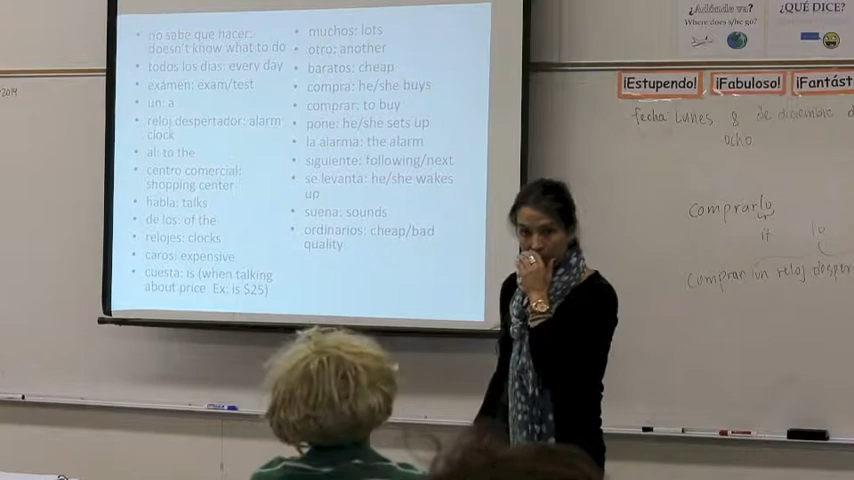 • no sabe que hacer:
doesn't know what to do
• todos los dias: every day
• exámen: exam/test
• un: a
• reloj despertador: alarm
clock
• al: to the
• centro comercial:
shopping center
• habla: talks
• de los: of the
• relojes: clocks
• caros: expensive
• cuesta: is (when talking
about price Ex: is $25)
• muchos: lots
• otro: another
• baratos: cheap
• compra: he/she buys
• comprar: to buy
• pone: he/she sets up
• la alarma: the alarm
• siguiente: following/next
• se levanta: he/she wakes
up
• suena: sounds
• ordinarios: cheap/bad
quality
2014
¿Adónde va?
Where does s/he go?
¿QUÉ DICE?
¡Estupendo!
¡Fabuloso!
¡Fantást
fecha Lunes 8 de diciembre d
ocho
comprarlo
it
lo
comprar un reloj desper